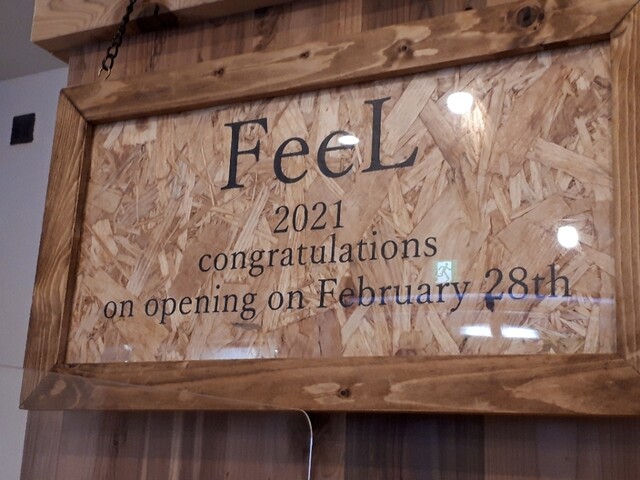 FeeL
2021
congratulations
on opening on February 28th